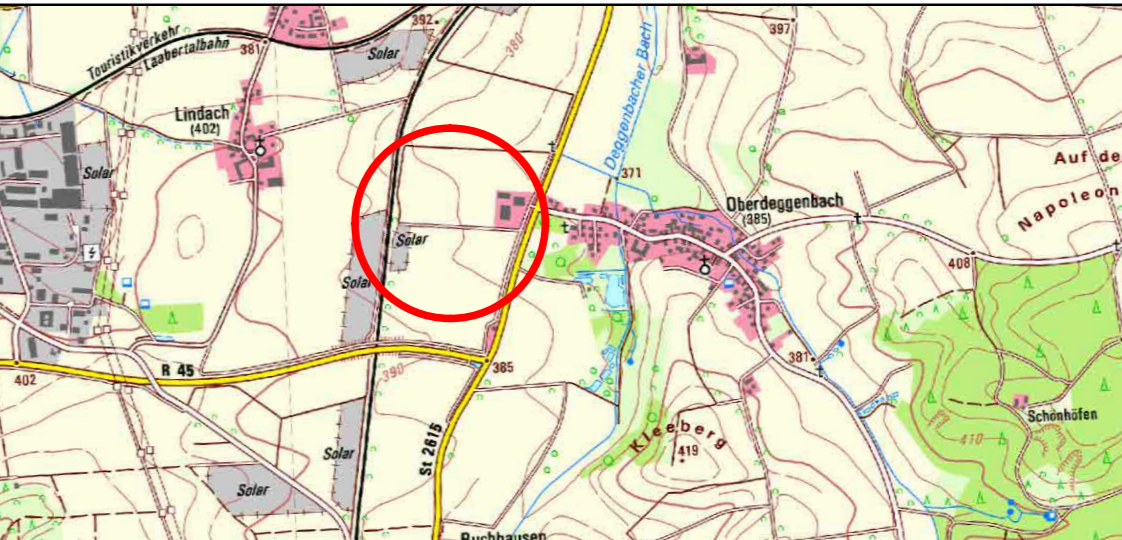 392
Solar
397
380
Touristikverkehr
Laabertalbahn
381
Lindach
(402)
Deggenbacher Bach
Solar
371
Auf de
Napoleon
Oberdeggenbach
(385)
Solar
Solar
408
R 45
385
381
402
390
St 2615
Kleeberg
419
Schönhöfen
410
Solar
Solar
Buchhausen